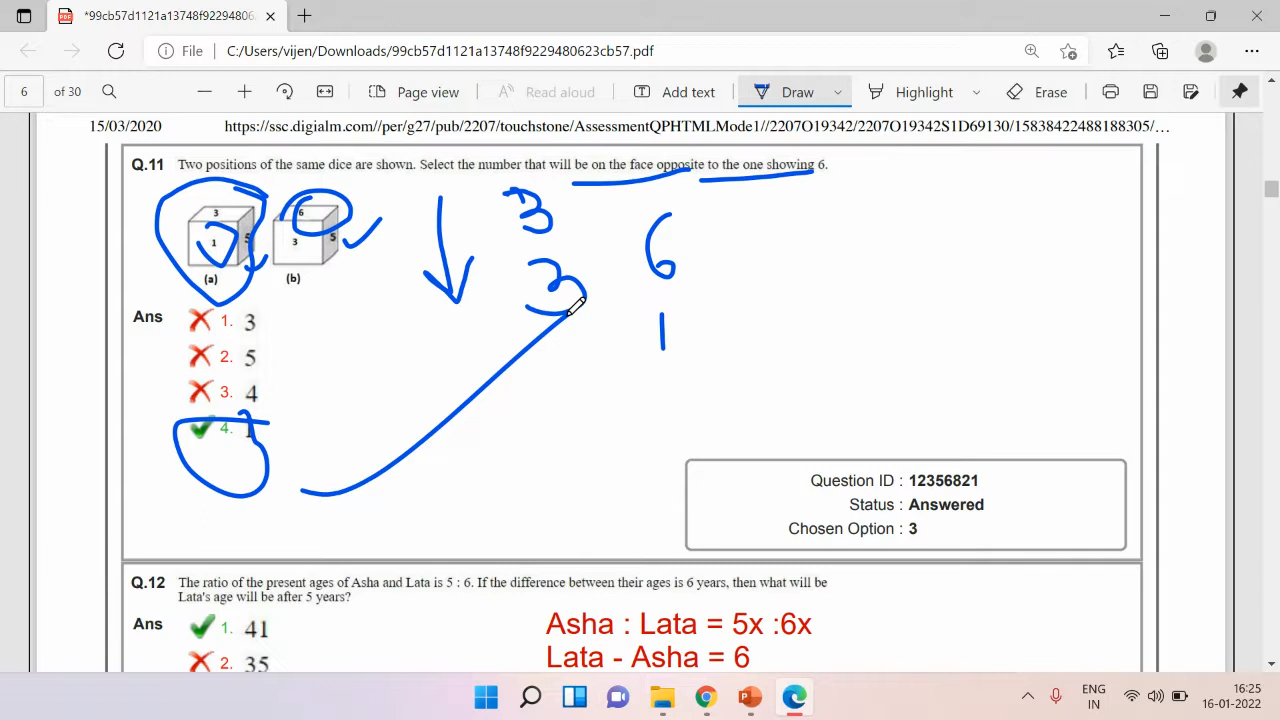 *99cb57d1121a13748f9229480623cb57
File C:/Users/vijen/Downloads/99cb57d1121a13748f9229480623cb57.pdf
6 of 30 Page view Read aloud Add text Draw Highlight Erase
15/03/2020 https://ssc.digialm.com//per/g27/pub/2207/touchstone/AssessmentQPHTMLMode1//2207O19342/2207O19342S1D69130/15838422488188305/…
Q.11 Two positions of the same dice are shown. Select the number that will be on the face opposite to the one showing 6.
3 6
1 5 3 5
(a) (b)
3 6
3
1
Ans 1. 3
2. 5
3. 4
4. 1
Question ID : 12356821
Status : Answered
Chosen Option : 3
Q.12 The ratio of the present ages of Asha and Lata is 5 : 6. If the difference between their ages is 6 years, then what will be
Lata's age will be after 5 years?
Ans 1. 41
2. 35
Asha : Lata = 5x :6x
Lata - Asha = 6
ENG
IN
16:25
16-01-2022